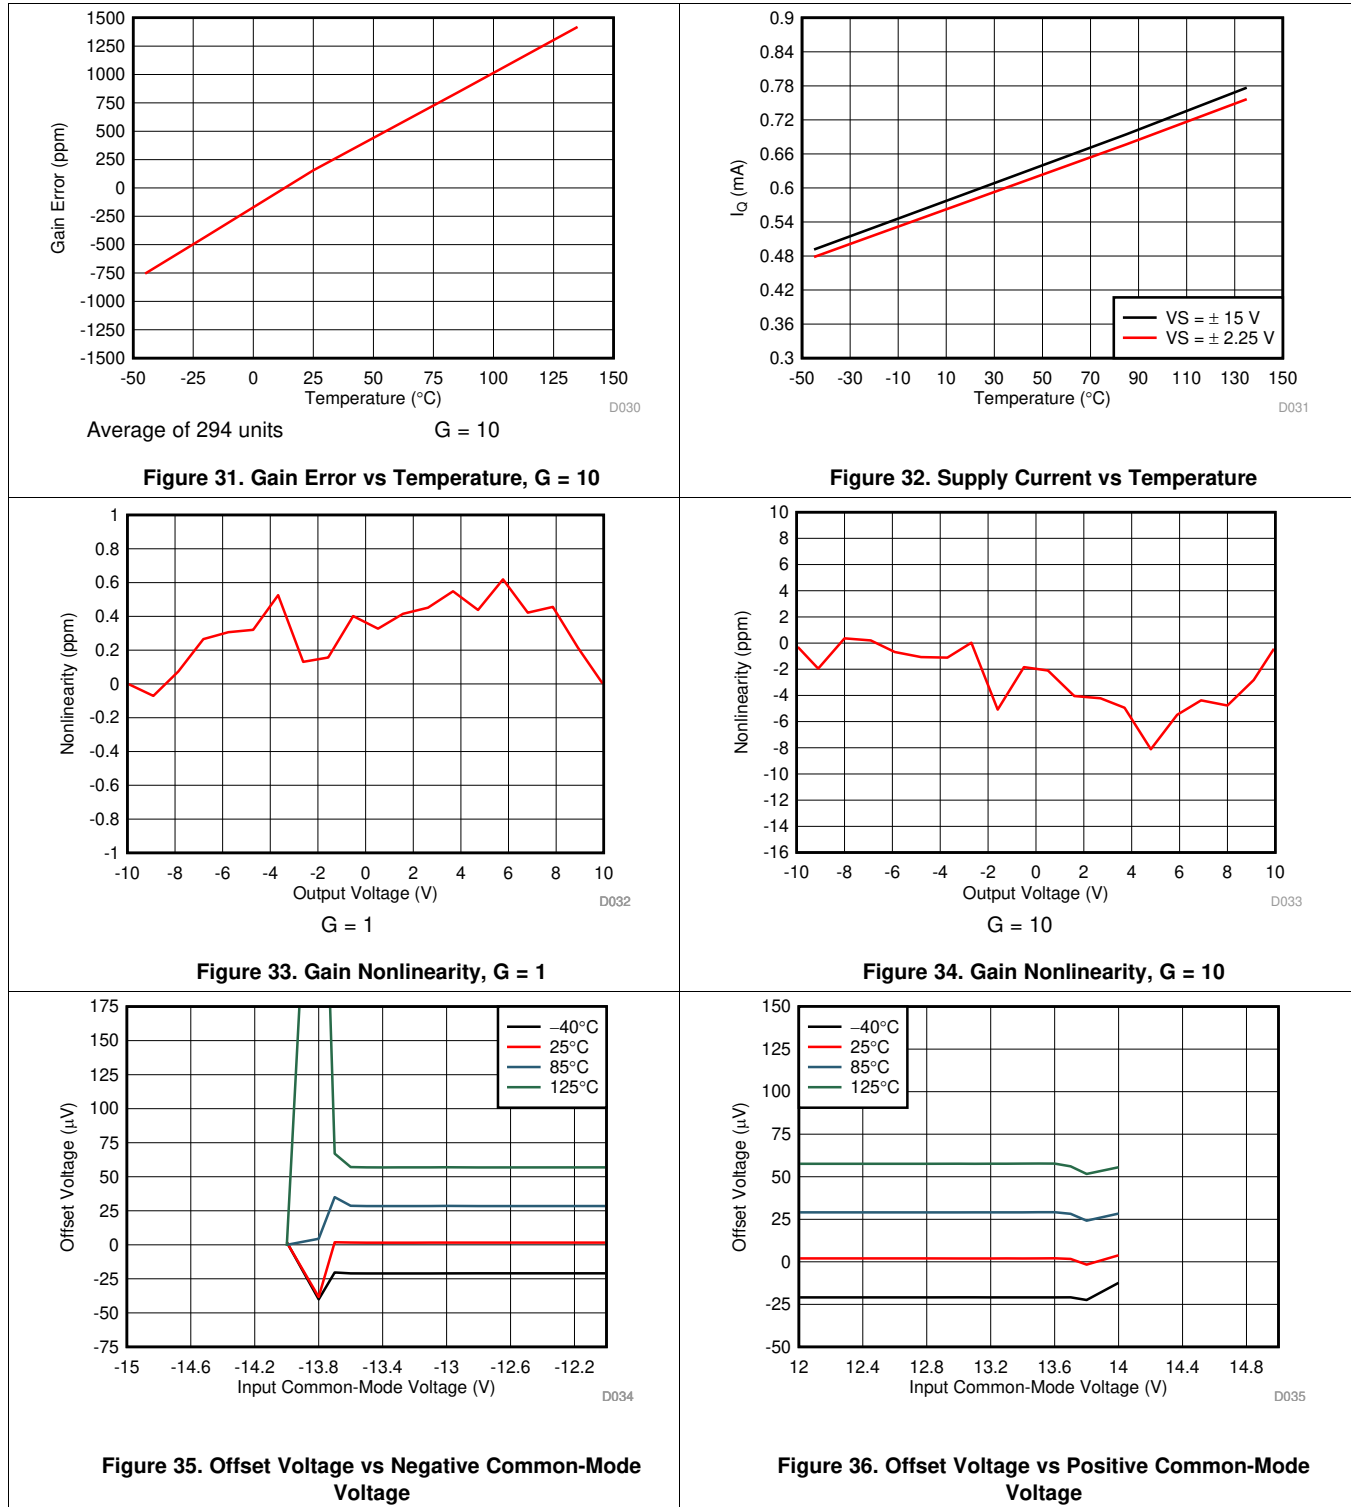 1500
1250
1000
750
500
250
0
-250
-500
-750
-1000
-1250
-1500
Gain Error (ppm)
-50 -25 0 25 50 75 100 125 150
Temperature (°C)
D030
Average of 294 units G = 10
Figure 31. Gain Error vs Temperature, G = 10
0.9
0.84
0.78
0.72
0.66
0.6
0.54
0.48
0.42
0.36
0.3
IQ (mA)
VS = ± 15 V
VS = ± 2.25 V
-50 -30 -10 10 30 50 70 90 110 130 150
Temperature (°C)
D031
Figure 32. Supply Current vs Temperature
1
0.8
0.6
0.4
0.2
0
-0.2
-0.4
-0.6
-0.8
-1
Nonlinearity (ppm)
-10 -8 -6 -4 -2 0 2 4 6 8 10
Output Voltage (V)
D032
G = 1
Figure 33. Gain Nonlinearity, G = 1
10
8
6
4
2
0
-2
-4
-6
-8
-10
-12
-14
-16
Nonlinearity (ppm)
-10 -8 -6 -4 -2 0 2 4 6 8 10
Output Voltage (V)
D033
G = 10
Figure 34. Gain Nonlinearity, G = 10
175
150
125
100
75
50
25
0
-25
-50
-75
Offset Voltage (µV)
–40°C
25°C
85°C
125°C
-15 -14.6 -14.2 -13.8 -13.4 -13 -12.6 -12.2
Input Common-Mode Voltage (V)
D034
Figure 35. Offset Voltage vs Negative Common-Mode
Voltage
150
125
100
75
50
25
0
-25
-50
Offset Voltage (µV)
–40°C
25°C
85°C
125°C
12 12.4 12.8 13.2 13.6 14 14.4 14.8
Input Common-Mode Voltage (V)
D035
Figure 36. Offset Voltage vs Positive Common-Mode
Voltage